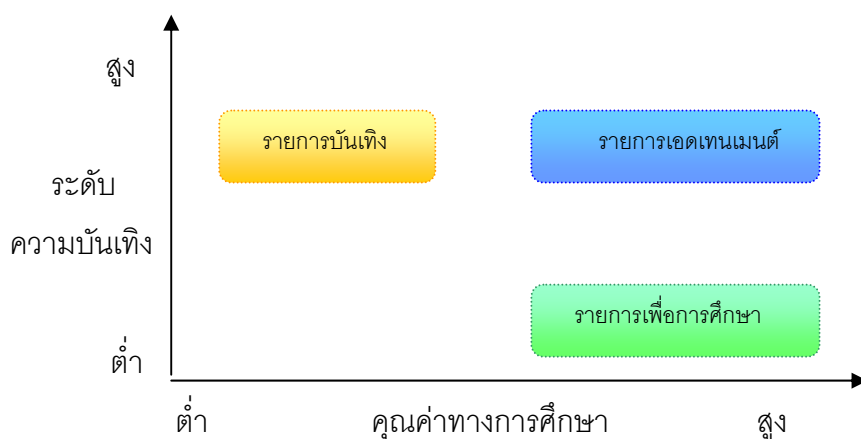 สูง
รายการบันเทิง
รายการเอดเทนเมนต์
ระดับ
ความบันเทิง
รายการเพื่อการศึกษา
ต่ำ
ต่ำ คุณค่าทางการศึกษา สูง